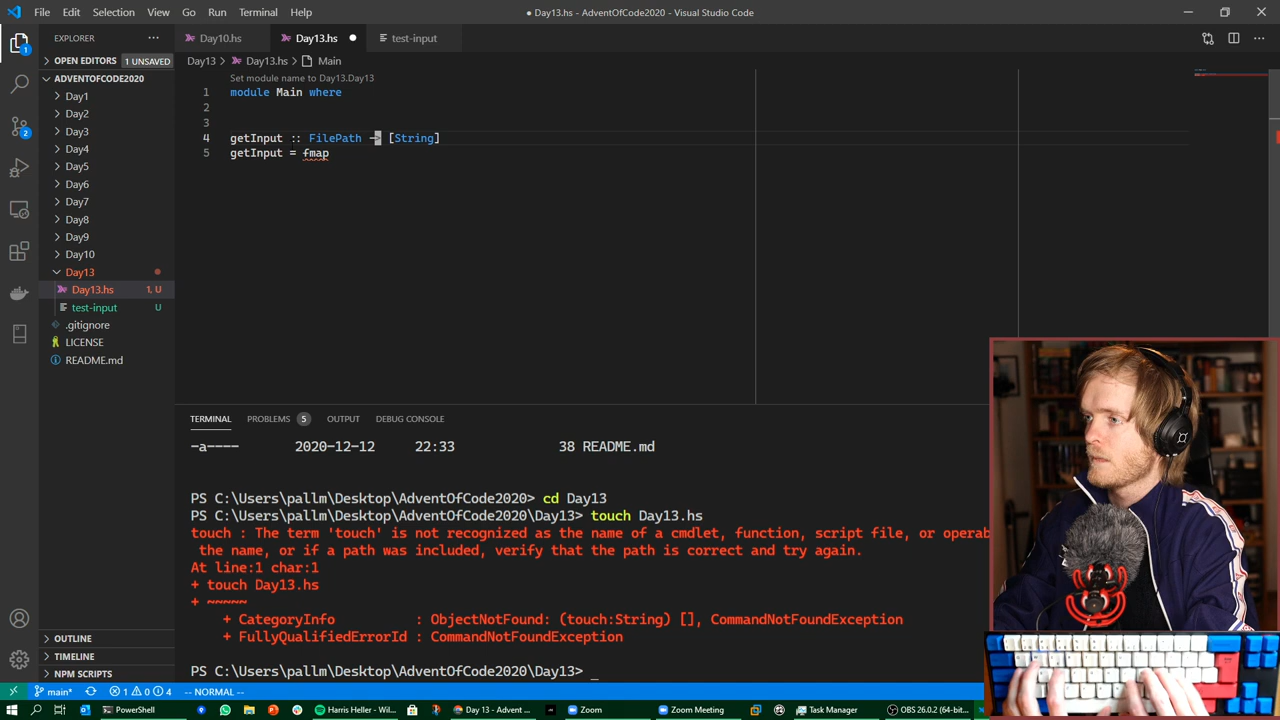 File Edit Selection View Go Run Terminal Help
● Day13.hs - AdventOfCode2020 - Visual Studio Code
EXPLORER
Day10.hs
Day13.hs
test-input
OPEN EDITORS 1 UNSAVED
Day13 > Day13.hs > Main
ADVENTOFCODE2020
Day1
Day2
Day3
Day4
Day5
Day6
Day7
Day8
Day9
Day10
Day13
Day13.hs 1, U
test-input U
.gitignore
LICENSE
README.md
OUTLINE
TIMELINE
NPM SCRIPTS
1
2
Set module name to Day13.Day13
1 module Main where
2
3
4 getInput :: FilePath -> [String]
5 getInput = fmap
TERMINAL PROBLEMS 5 OUTPUT DEBUG CONSOLE
-a---- 2020-12-12 22:33 38 README.md
PS C:\Users\pallm\Desktop\AdventOfCode2020> cd Day13
PS C:\Users\pallm\Desktop\AdventOfCode2020\Day13> touch Day13.hs
touch : The term 'touch' is not recognized as the name of a cmdlet, function, script file, or operab
the name, or if a path was included, verify that the path is correct and try again.
At line:1 char:1
+ touch Day13.hs
+ ~~~~~
+ CategoryInfo : ObjectNotFound: (touch:String) [], CommandNotFoundException
+ FullyQualifiedErrorId : CommandNotFoundException
PS C:\Users\pallm\Desktop\AdventOfCode2020\Day13> _
main* 1 0 4 -- NORMAL --
PowerShell
Harris Heller - Wil...
Day 13 - Advent ...
Zoom
Zoom Meeting
Task Manager
OBS 26.0.2 (64-bit...